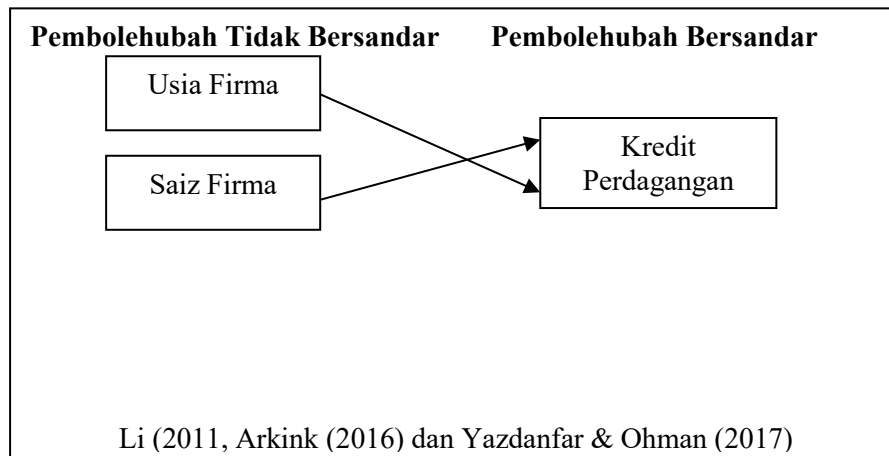 Pembolehubah Tidak Bersandar
Pembolehubah Bersandar
Usia Firma
Saiz Firma
Kredit
Perdagangan
Li (2011, Arkink (2016) dan Yazdanfar & Ohman (2017)